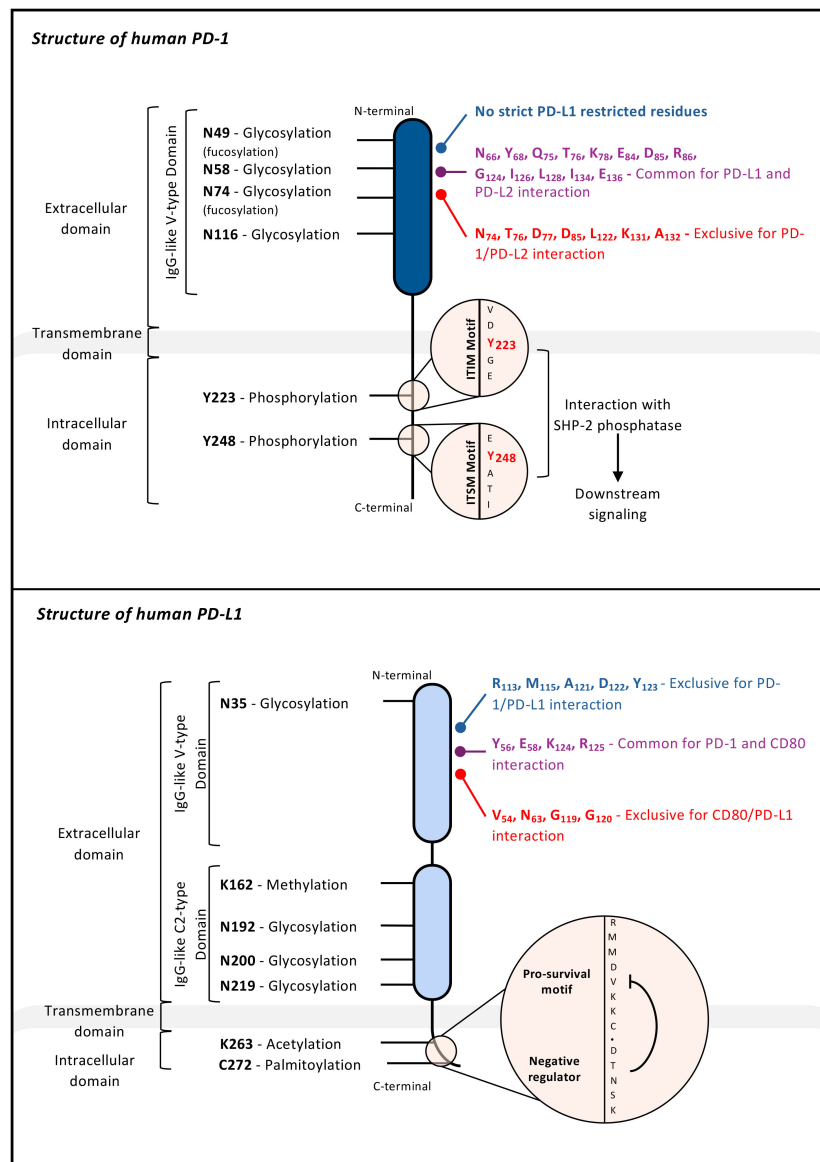 Structure of human PD-1
N-terminal
Extracellular
domain
IgG-like V-type Domain
N49 - Glycosylation
(fucosylation)
N58 - Glycosylation
N74 - Glycosylation
(fucosylation)
N116 - Glycosylation
No strict PD-L1 restricted residues
N66, Y68, Q75, T76, K78, E84, D85, R86,
G124, I126, L128, I134, E136 - Common for PD-L1 and
PD-L2 interaction
N74, T76, D77, D85, L122, K131, A132 - Exclusive for PD-
1/PD-L2 interaction
Transmembrane
domain
Intracellular
domain
Y223 - Phosphorylation
Y248 - Phosphorylation
C-terminal
ITIM Motif
V
D
Y223
G
E
ITSM Motif
E
Y248
A
T
I
Interaction with
SHP-2 phosphatase
Downstream
signaling
Structure of human PD-L1
N-terminal
Extracellular
domain
IgG-like V-type
Domain
N35 - Glycosylation
R113, M115, A121, D122, Y123 - Exclusive for PD-
1/PD-L1 interaction
Y56, E58, K124, R125 - Common for PD-1 and CD80
interaction
V54, N63, G119, G120 - Exclusive for CD80/PD-L1
interaction
IgG-like C2-type
Domain
K162 - Methylation
N192 - Glycosylation
N200 - Glycosylation
N219 - Glycosylation
Transmembrane
domain
Intracellular
domain
K263 - Acetylation
C272 - Palmitoylation
C-terminal
Pro-survival
motif
Negative
regulator
R
M
M
D
V
K
K
C
•
D
T
N
S
K